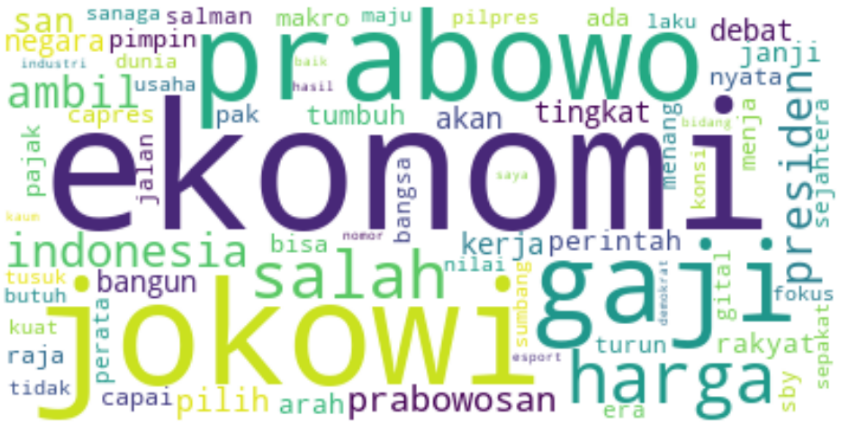 san sanaga salman makro maju pilpres ada laku debat
negara pimpin prabowo janji
industri dunia baik
ambil usaha hasil nyata
capres pak tumbuh akan tingkat bidang
pajak jalan ekonomi bangsa saya menang konsi menja presiden sejahtera
kaum nomor
indonesia bisa kerja perintah
tusuk bangun salah nilai gaji
butuh jokowi sumbang demokrat gital fokus
kuat perata turun rakyat
raja esport harga sepakat
tidak capai pilih arah prabowosan era sby